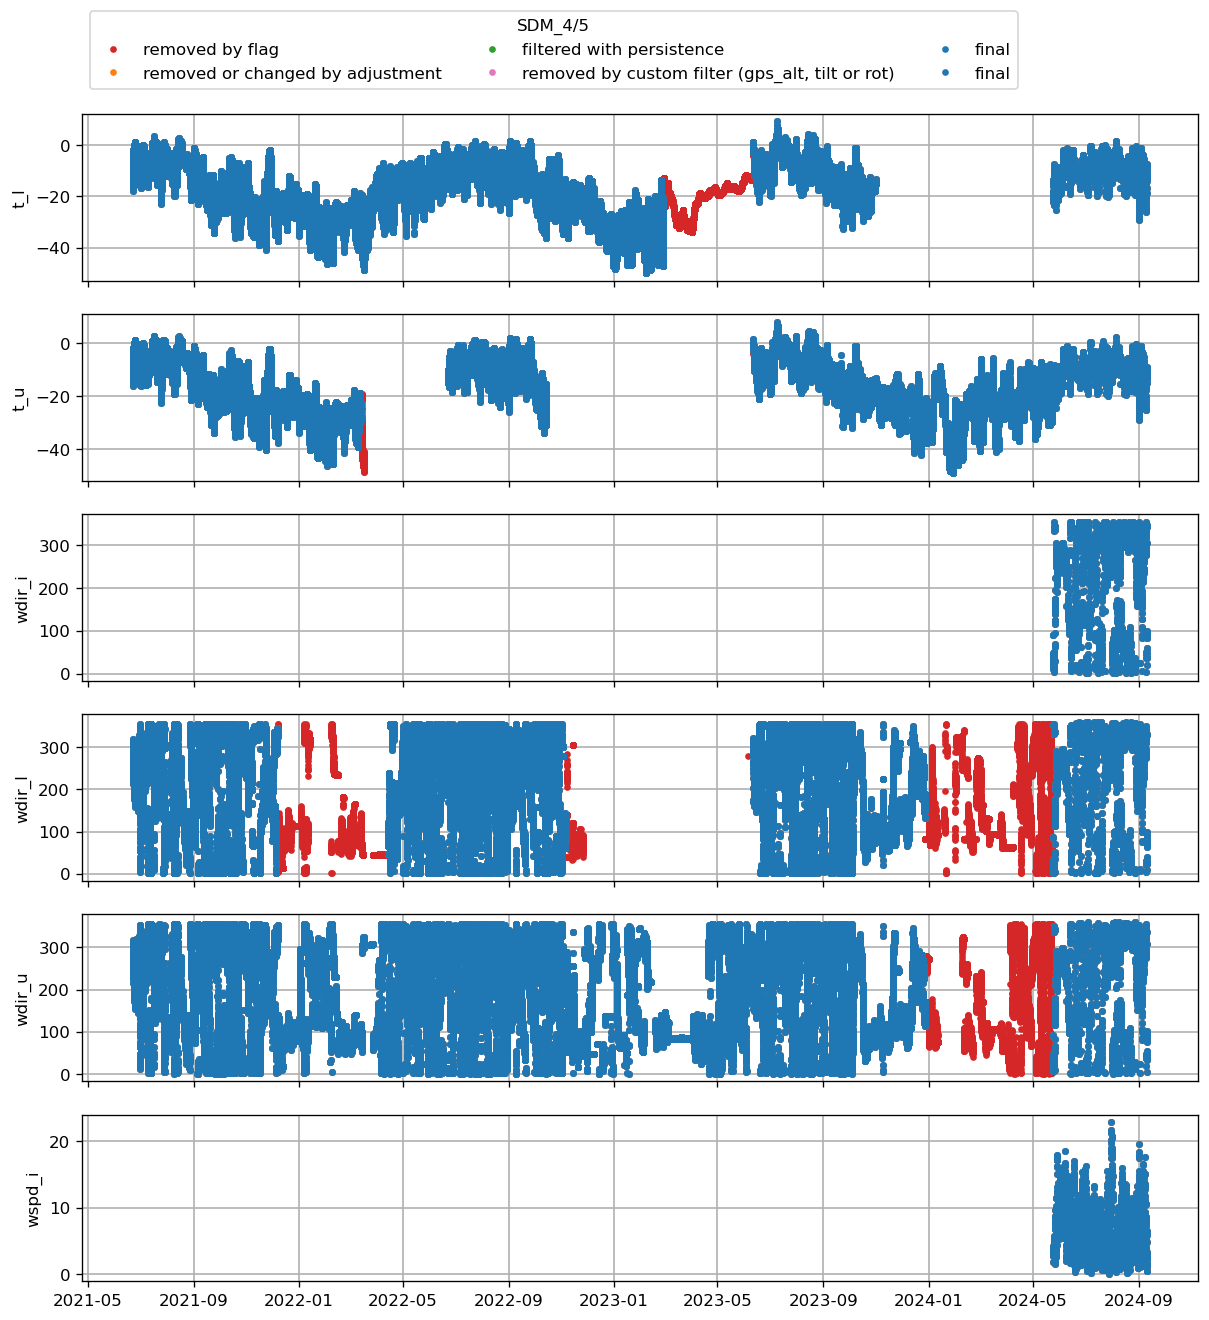 SDM_4/5
removed by flag
filtered with persistence
final
removed or changed by adjustment
removed by custom filter (gps_alt, tilt or rot)
final
t_l
0
−20
−40
t_u
0
−20
−40
wdir_i
300
200
100
0
wdir_l
300
200
100
0
wdir_u
300
200
100
0
wspd_i
20
10
0
2021-05 2021-09 2022-01 2022-05 2022-09 2023-01 2023-05 2023-09 2024-01 2024-05 2024-09